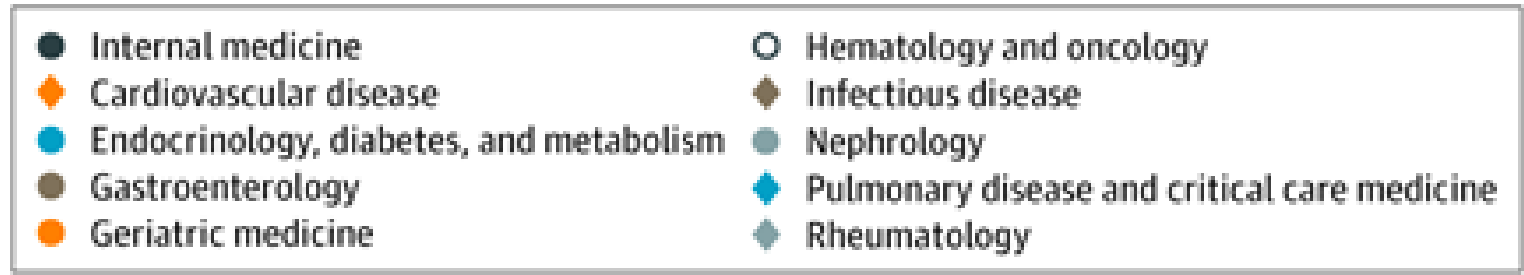 Internal medicine
Cardiovascular disease
Endocrinology, diabetes, and metabolism
Gastroenterology
Geriatric medicine
Hematology and oncology
Infectious disease
Nephrology
Pulmonary disease and critical care medicine
Rheumatology